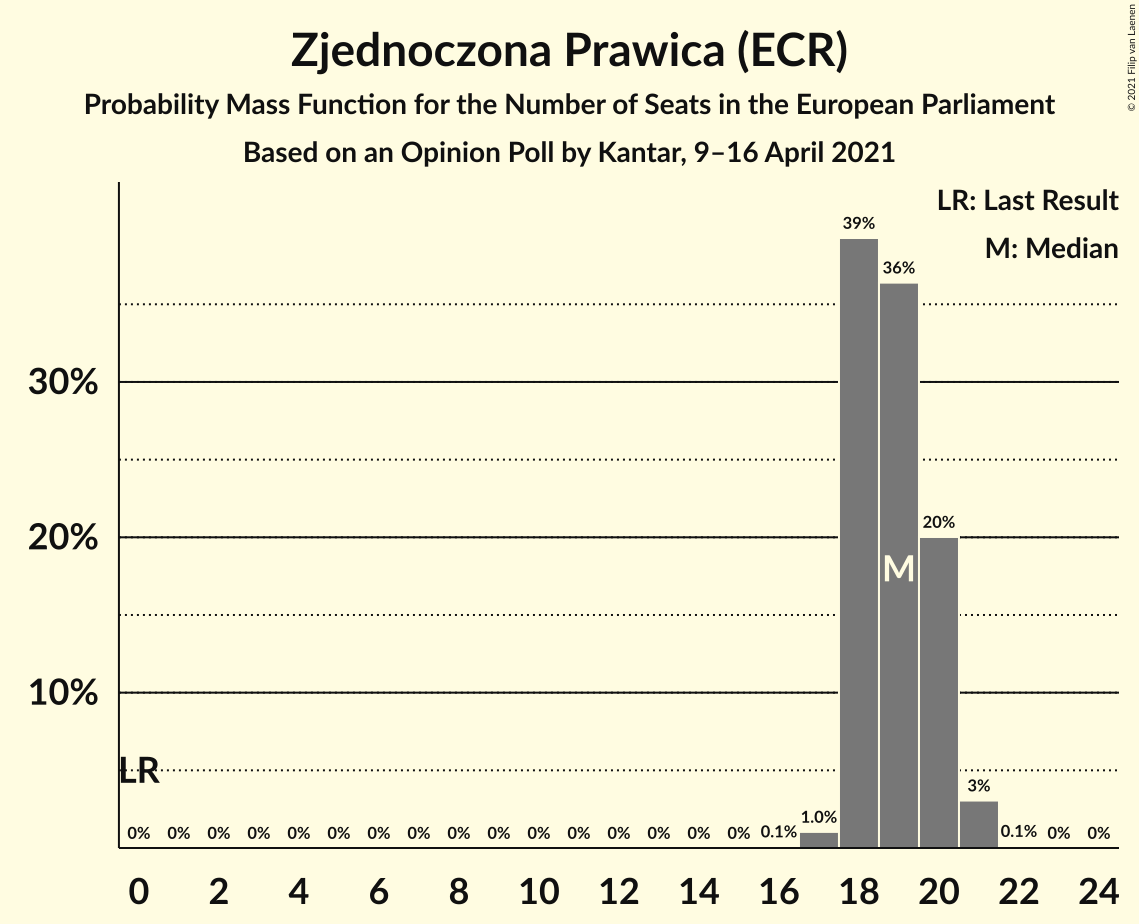 Zjednoczona Prawica (ECR)
Probability Mass Function for the Number of Seats in the European Parliament
Based on an Opinion Poll by Kantar, 9–16 April 2021
© 2021 Filip van Laenen
LR: Last Result
M: Median
39%
36%
30%
20%
20%
M
10%
LR
3%
0% 0% 0% 0% 0% 0% 0% 0% 0% 0% 0% 0% 0% 0% 0% 0% 0.1% 1.0% 0.1% 0% 0%
0 2 4 6 8 10 12 14 16 18 20 22 24